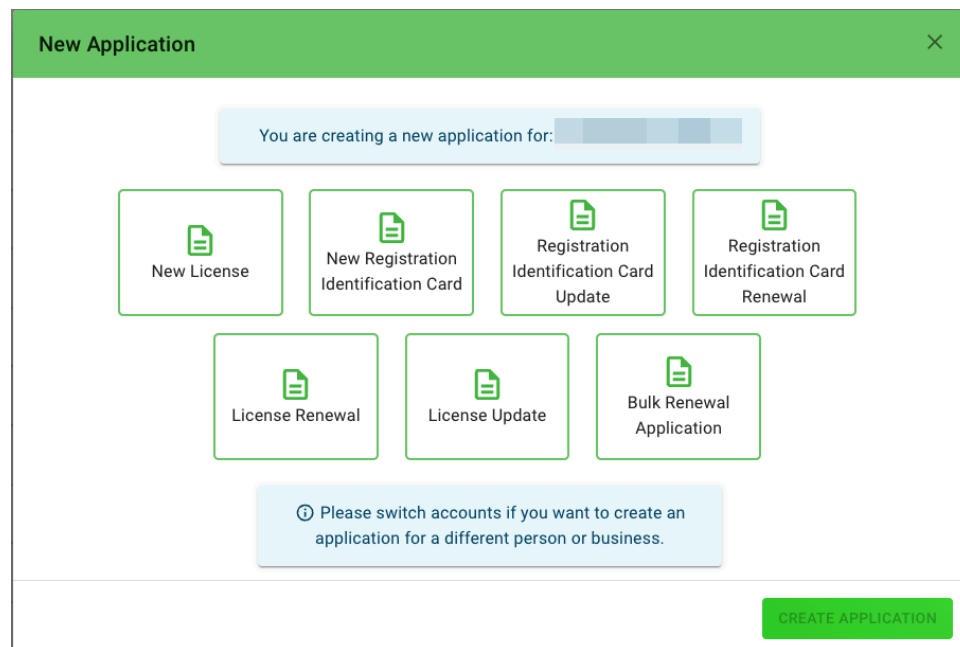 New Application
You are creating a new application for:
New License
New Registration
Identification Card
Registration
Identification Card
Update
Registration
Identification Card
Renewal
License Renewal
License Update
Bulk Renewal
Application
Please switch accounts if you want to create an
application for a different person or business.
CREATE APPLICATION